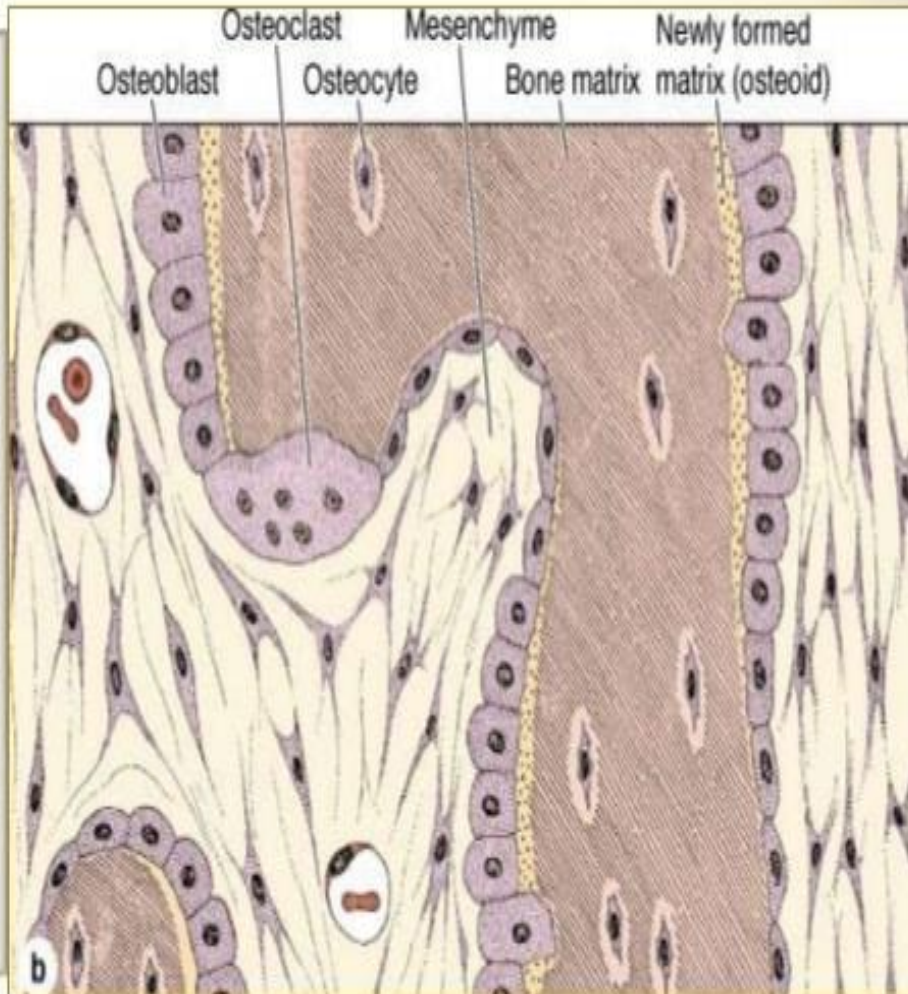 Osteoclast Mesenchyme Newly formed
Osteoblast Osteocyte Bone matrix matrix (osteoid)
b